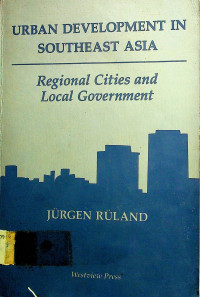 URBAN DEVELOPMENT IN
SOUTHEAST ASIA
Regional Cities and
Local Government
JÜRGEN RÜLAND
Westview Press